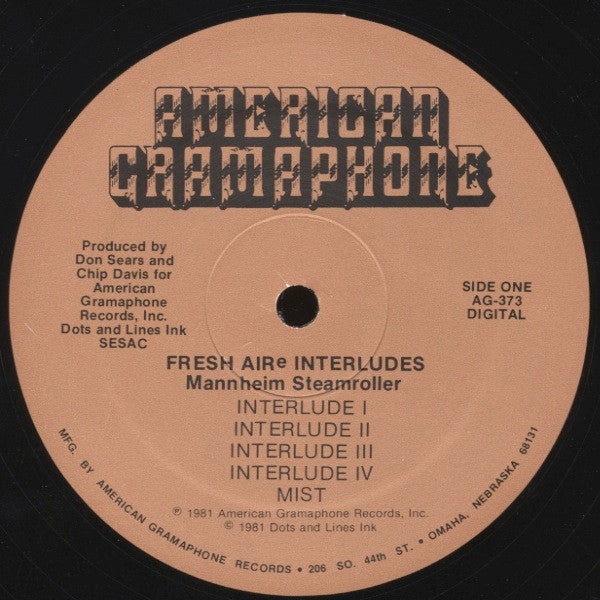 AMERICAN
GRAMAPHONE
Produced by
Don Sears and
Chip Davis for
American
Gramaphone
Records, Inc.
Dots and Lines Ink
SESAC
SIDE ONE
AG-373
DIGITAL
FRESH AIRe INTERLUDES
Mannheim Steamroller
INTERLUDE I
INTERLUDE II
INTERLUDE III
INTERLUDE IV
MIST
℗ 1981 American Gramaphone Records, Inc.
© 1981 Dots and Lines Ink
MFG. BY AMERICAN GRAMAPHONE RECORDS • 206 SO. 44th ST. • OMAHA, NEBRASKA 68131